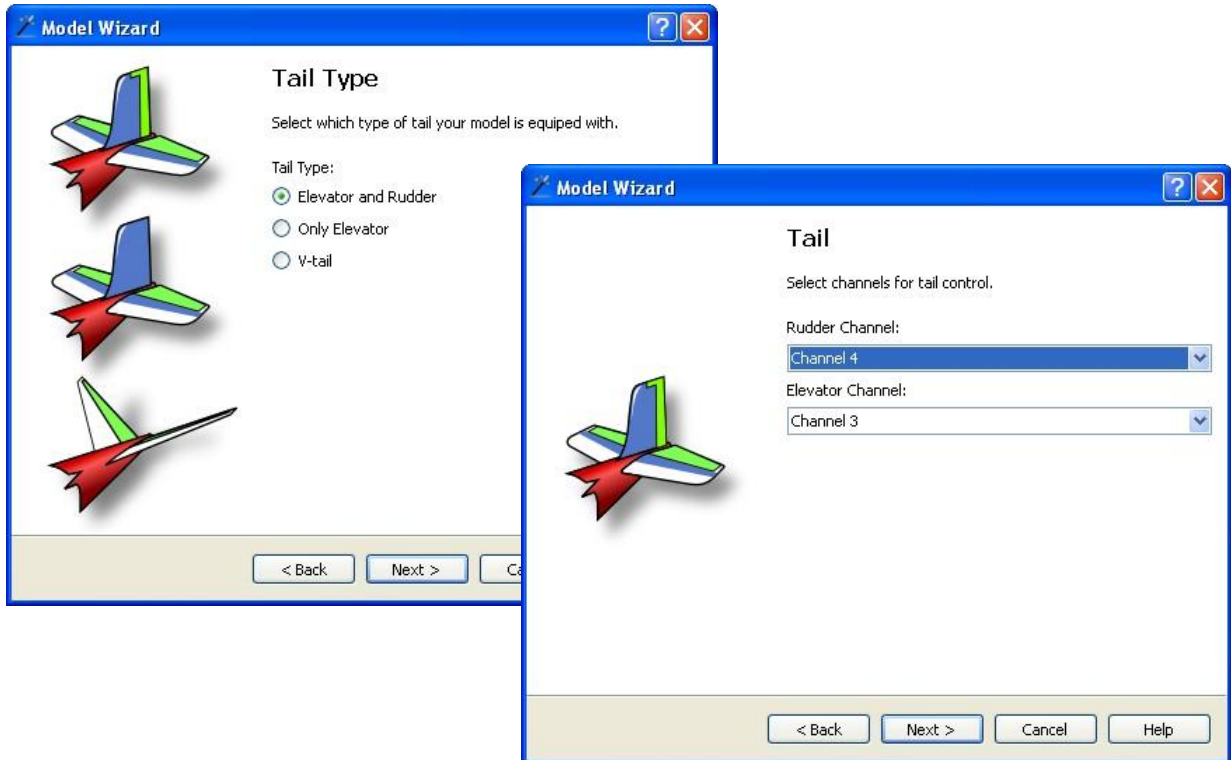 Model Wizard
Tail Type
Select which type of tail your model is equiped with.
Tail Type:
Elevator and Rudder
Only Elevator
V-tail
< Back
Next >
Model Wizard
Tail
Select channels for tail control.
Rudder Channel:
Channel 4
Elevator Channel:
Channel 3
< Back
Next >
Cancel
Help